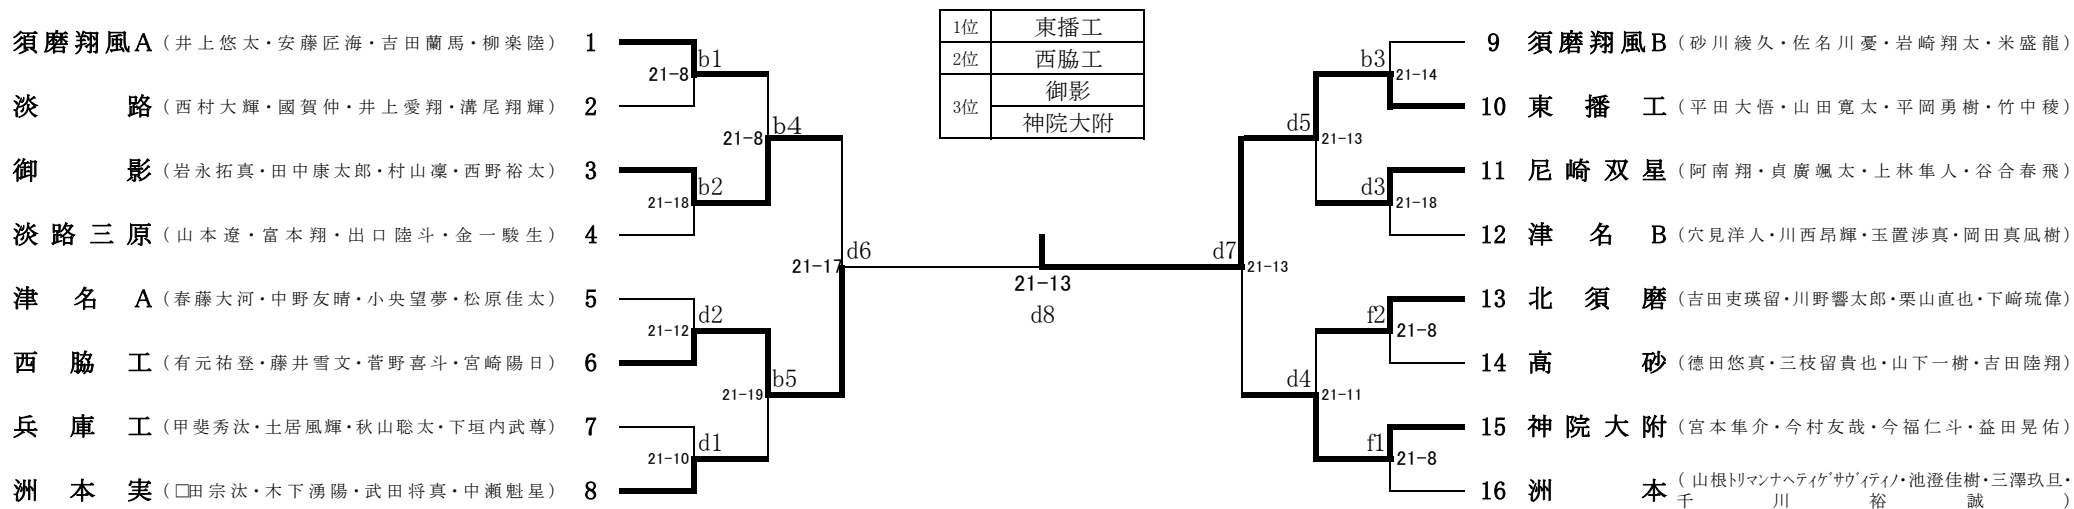 1位 東播工
2位 西脇工
3位 御影
神院大附
須磨翔風A (井上悠太・安藤匠海・吉田蘭馬・柳楽陸) 1
淡路 (西村大輝・國賀仲・井上愛翔・溝尾翔輝) 2
御影 (岩永拓真・田中康太郎・村山凜・西野裕太) 3
淡路三原 (山本遼・富本翔・出口陸斗・金一駿生) 4
津名A (春藤大河・中野友晴・小央望夢・松原佳太) 5
西脇工 (有元祐登・藤井雪文・菅野喜斗・宮崎陽日) 6
兵庫工 (甲斐秀汰・土居風輝・秋山聡太・下垣内武尊) 7
洲本実 (□田宗汰・木下湧陽・武田将真・中瀬魁星) 8
b1
21-8
b4
21-8
b2
21-18
d6
21-17
d2
21-12
b5
21-19
d1
21-10
21-13
d8
b3
21-14
d5
21-13
d3
21-18
d7
21-13
f2
21-8
d4
21-11
f1
21-8
9 須磨翔風B (砂川綾久・佐名川憂・岩崎翔太・米盛龍)
10 東播工 (平田大悟・山田寛太・平岡勇樹・竹中稜)
11 尼崎双星 (阿南翔・貞廣颯太・上林隼人・谷合春飛)
12 津名B (穴見洋人・川西昂輝・玉置渉真・岡田真凪樹)
13 北須磨 (吉田吏瑛留・川野響太郎・栗山直也・下﨑琉偉)
14 高砂 (德田悠真・三枝留貴也・山下一樹・吉田陸翔)
15 神院大附 (宮本隼介・今村友哉・今福仁斗・益田晃佑)
16 洲本 (山根ﾄﾘﾏﾝﾅﾍﾃｨｹﾞｻｳﾞｨﾃｨﾉ・池澄佳樹・三澤玖旦・
千川裕誠)